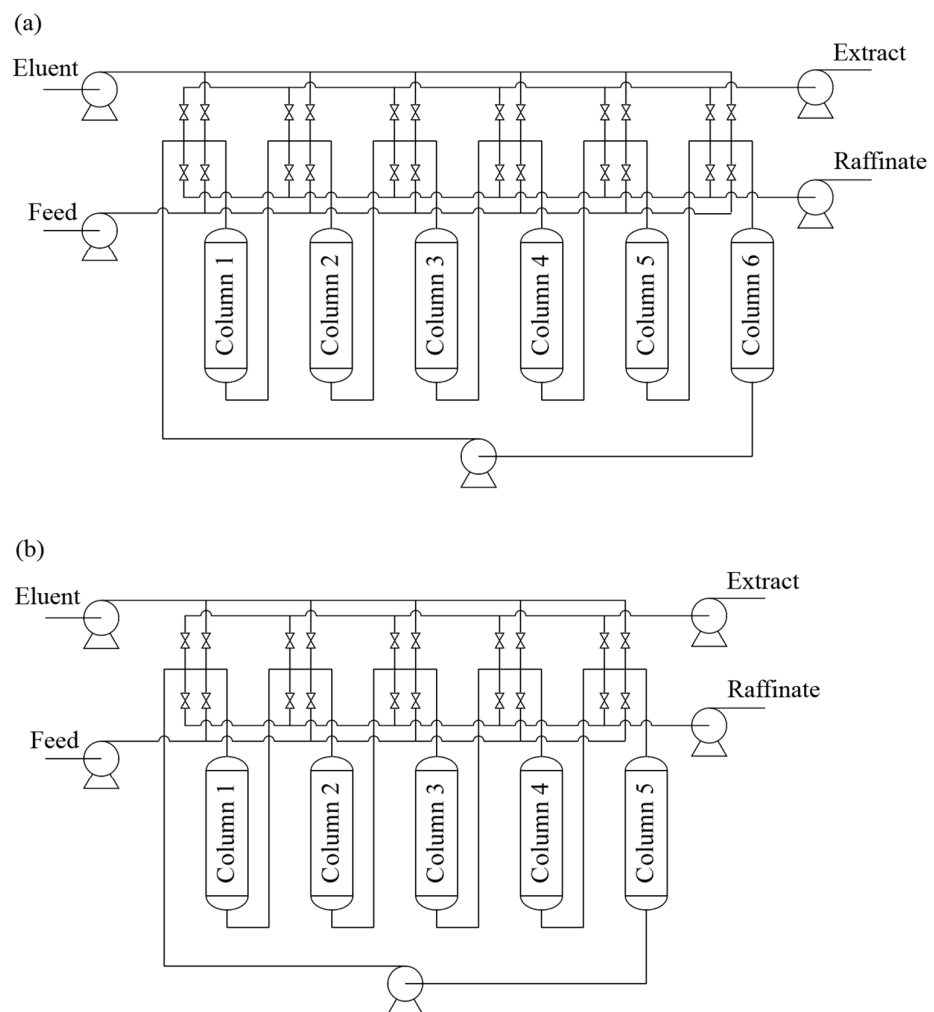 (a)
Eluent
Extract
Raffinate
Feed
Column 1
Column 2
Column 3
Column 4
Column 5
Column 6
(b)
Eluent
Extract
Raffinate
Feed
Column 1
Column 2
Column 3
Column 4
Column 5